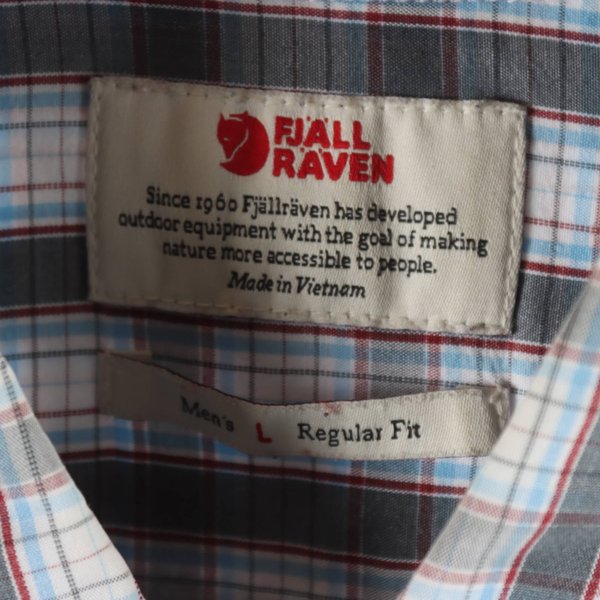 FJÄLL
RÄVEN
Since 1960 Fjällräven has developed
outdoor equipment with the goal of making
nature more accessible to people.
Made in Vietnam
Men's L Regular Fit